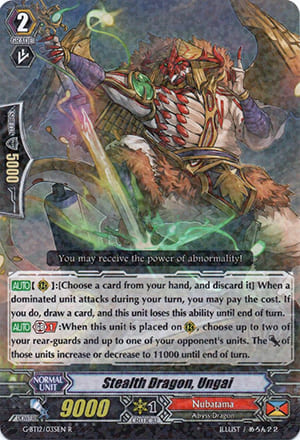 2
GRADE
5000
You may receive the power of abnormality!
AUTO [ ]:[Choose a card from your hand, and discard it] When a
dominated unit attacks during your turn, you may pay the cost. If
you do, draw a card, and this unit loses this ability until end of turn.
AUTO :When this unit is placed on , choose up to two of
your rear-guards and up to one of your opponent's units. The of
those units increase or decrease to 11000 until end of turn.
NORMAL
UNIT
Stealth Dragon, Ungai
POWER
9000
1
CRITICAL
Nubatama
Abyss Dragon
G-BT12/035EN R
ILLUST /